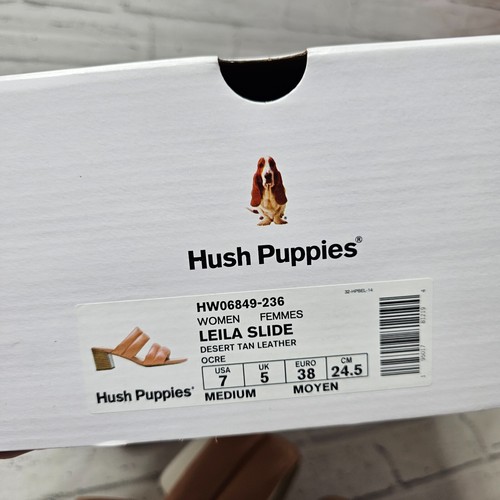 Hush Puppies®
HW06849-236
WOMEN FEMMES
LEILA SLIDE
DESERT TAN LEATHER
OCRE
USA UK EURO CM
7 5 38 24.5
MEDIUM MOYEN
Hush Puppies®